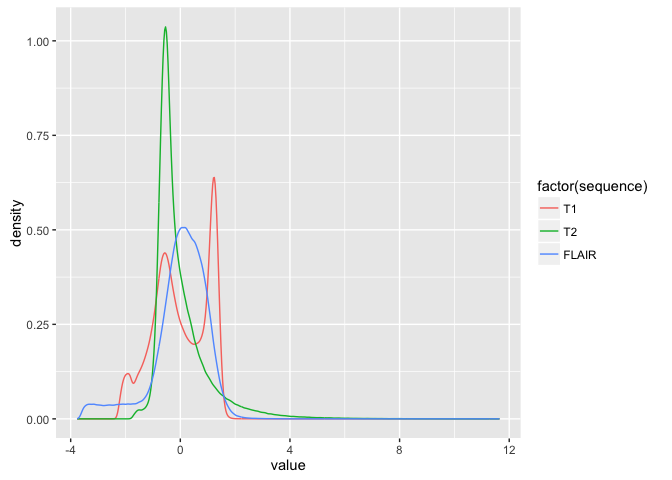 density
1.00
0.75
0.50
0.25
0.00
-4 0 4 8 12
value
factor(sequence)
T1
T2
FLAIR